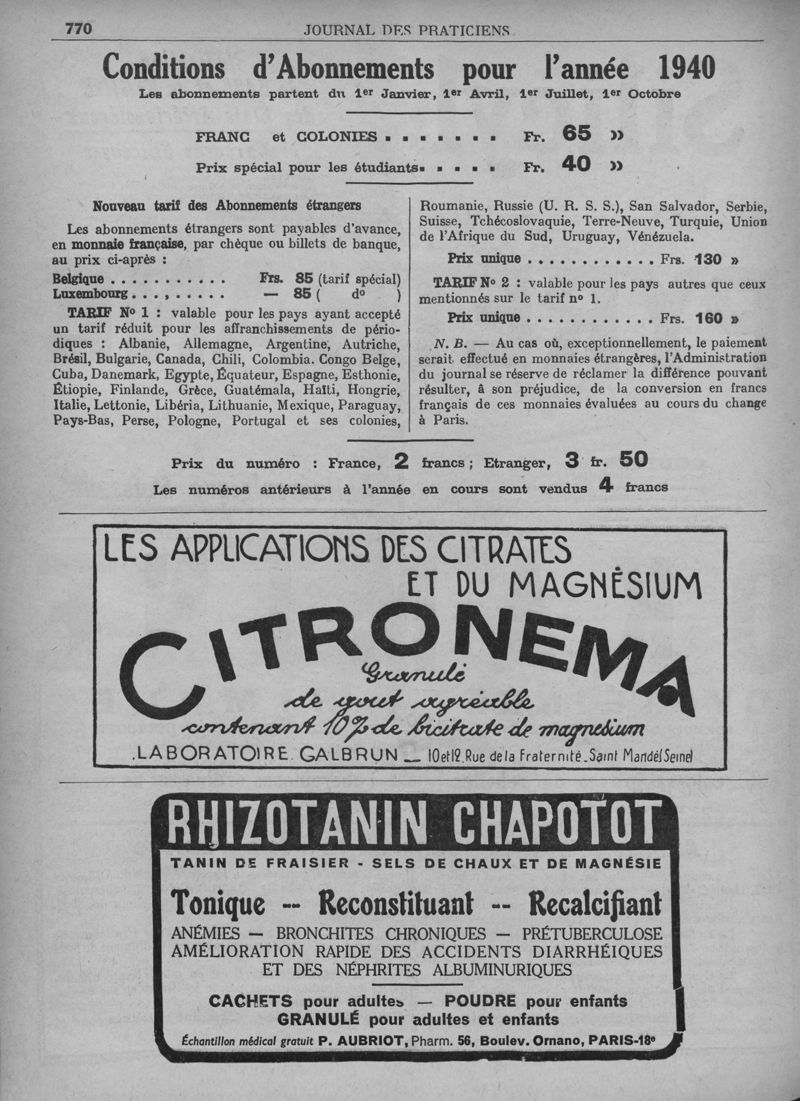 770
JOURNAL DES PRATICIENS
Conditions d'Abonnements pour l'année 1940
Les abonnements partent du 1er Janvier, 1er Avril, 1er Juillet, 1er Octobre
FRANC et COLONIES . . . . . . . Fr. 65 »
Prix spécial pour les étudiants. . . . . Fr. 40 »
Nouveau tarif des Abonnements étrangers
Les abonnements étrangers sont payables d'avance,
en monnaie française, par chèque ou billets de banque,
au prix ci-après :
Belgique . . . . . . . . . . . Frs. 85 (tarif spécial)
Luxembourg . . . , . . . . . — 85 ( do )
TARIF No 1 : valable pour les pays ayant accepté
un tarif réduit pour les affranchissements de pério-
diques : Albanie, Allemagne, Argentine, Autriche,
Brésil, Bulgarie, Canada, Chili, Colombia. Congo Belge,
Cuba, Danemark, Egypte, Équateur, Espagne, Esthonie,
Étiopie, Finlande, Grèce, Guatémala, Haïti, Hongrie,
Italie, Lettonie, Libéria, Lithuanie, Mexique, Paraguay,
Pays-Bas, Perse, Pologne, Portugal et ses colonies,
Roumanie, Russie (U. R. S. S.), San Salvador, Serbie,
Suisse, Tchécoslovaquie, Terre-Neuve, Turquie, Union
de l'Afrique du Sud, Uruguay, Vénézuela.
Prix unique . . . . . . . . . . . . Frs. 130 »
TARIF No 2 : valable pour les pays autres que ceux
mentionnés sur le tarif no 1.
Prix unique . . . . . . . . . . . . Frs. 160 »
N. B. — Au cas où, exceptionnellement, le paiement
serait effectué en monnaies étrangères, l'Administration
du journal se réserve de réclamer la différence pouvant
résulter, à son préjudice, de la conversion en francs
français de ces monnaies évaluées au cours du change
à Paris.
Prix du numéro : France, 2 francs ; Etranger, 3 fr. 50
Les numéros antérieurs à l'année en cours sont vendus 4 francs
LES APPLICATIONS DES CITRATES
ET DU MAGNÉSIUM
CITRONEMA
Granulé
de gout agréable
contenant 10% de bicitrate de magnesium
.LABORATOIRE. GALBRUN — 10 et 12. Rue de la Fraternité_Saint Mandé(Seine)
RHIZOTANIN CHAPOTOT
TANIN DE FRAISIER - SELS DE CHAUX ET DE MAGNÉSIE
Tonique -- Reconstituant -- Recalcifiant
ANÉMIES — BRONCHITES CHRONIQUES — PRÉTUBERCULOSE
AMÉLIORATION RAPIDE DES ACCIDENTS DIARRHÉIQUES
ET DES NÉPHRITES ALBUMINURIQUES
CACHETS pour adultes — POUDRE pour enfants
GRANULÉ pour adultes et enfants
Échantillon médical gratuit P. AUBRIOT, Pharm. 56, Boulev. Ornano, PARIS-18e